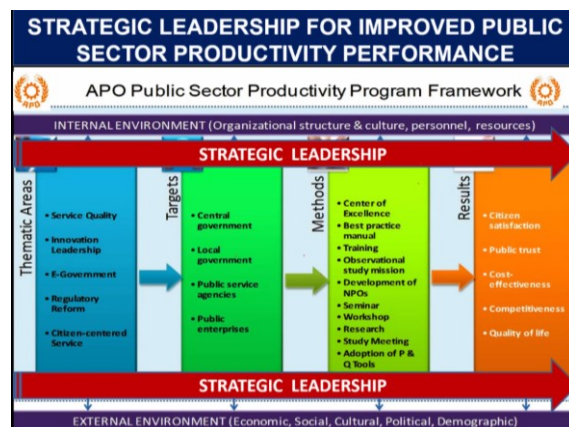 STRATEGIC LEADERSHIP FOR IMPROVED PUBLIC
SECTOR PRODUCTIVITY PERFORMANCE
APO
APO Public Sector Productivity Program Framework
APO
INTERNAL ENVIRONMENT (Organizational structure & culture, personnel, resources)
STRATEGIC LEADERSHIP
Thematic Areas
• Service Quality
• Innovation
Leadership
• E-Government
• Regulatory
Reform
• Citizen-centered
Service
Targets
• Central
government
• Local
government
• Public service
agencies
• Public
enterprises
Methods
• Center of
Excellence
• Best practice
manual
• Training
• Observational
study mission
• Development of
NPOs
• Seminar
• Workshop
• Research
• Study Meeting
• Adoption of P &
Q Tools
Results
• Citizen
satisfaction
• Public trust
• Cost-
effectiveness
• Competitiveness
• Quality of life
STRATEGIC LEADERSHIP
EXTERNAL ENVIRONMENT (Economic, Social, Cultural, Political, Demographic)